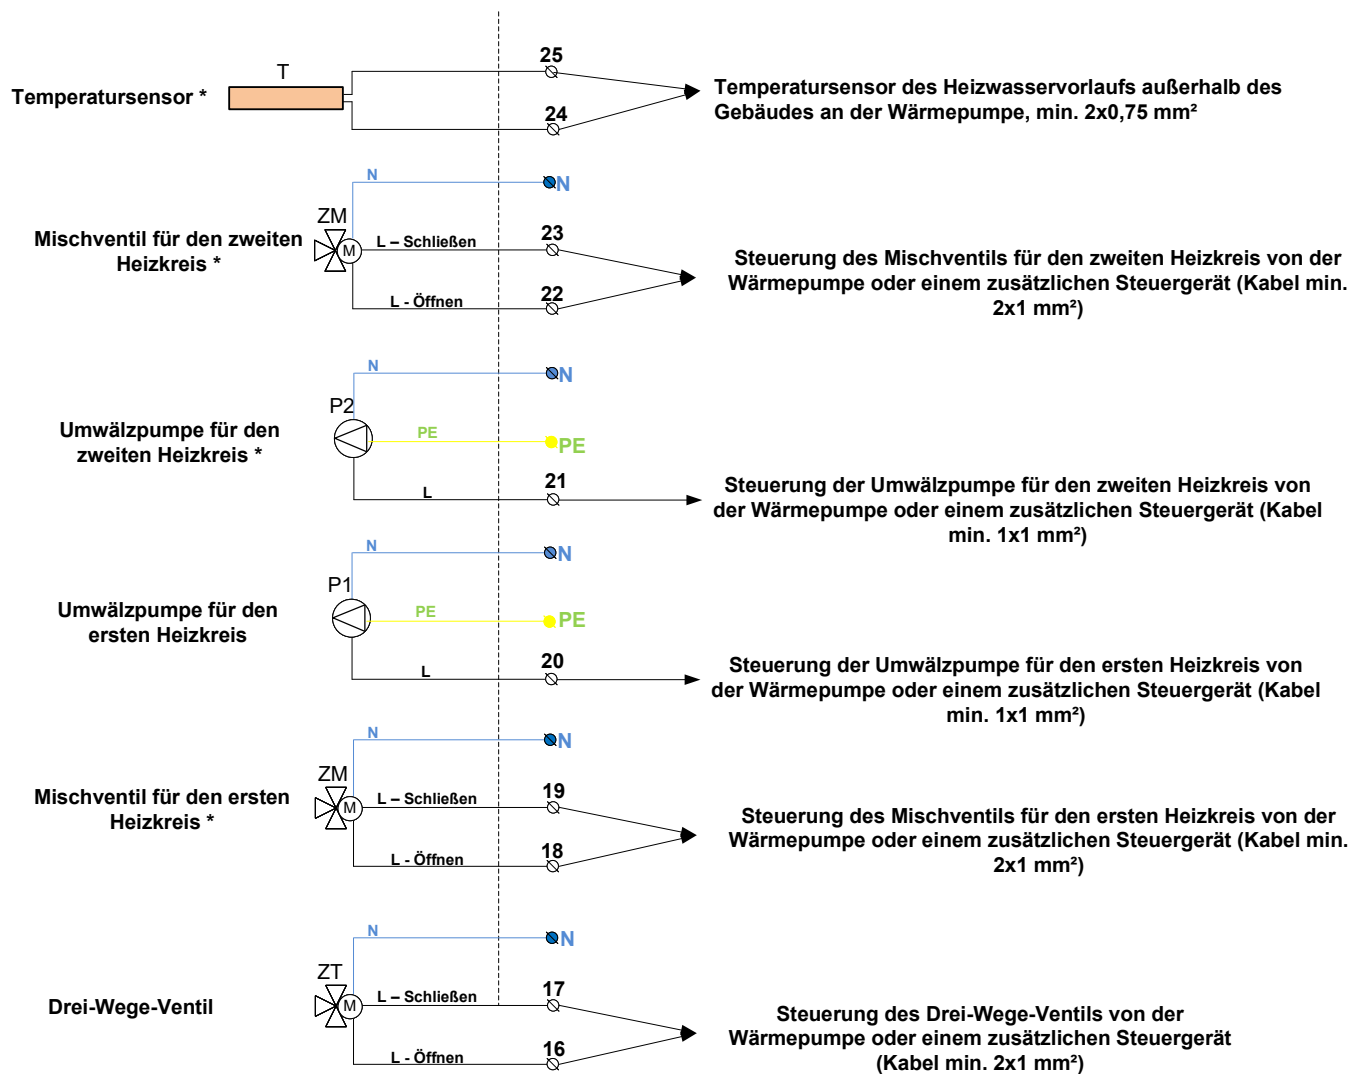 25
T
Temperatursensor *
Temperatursensor des Heizwasservorlaufs außerhalb des
Gebäudes an der Wärmepumpe, min. 2x0,75 mm²
24
N
N
ZM
Mischventil für den zweiten
Heizkreis *
M
L – Schließen
23
Steuerung des Mischventils für den zweiten Heizkreis von der
Wärmepumpe oder einem zusätzlichen Steuergerät (Kabel min.
2x1 mm²)
L - Öffnen
22
N
N
P2
Umwälzpumpe für den
zweiten Heizkreis *
PE
PE
L
21
Steuerung der Umwälzpumpe für den zweiten Heizkreis von
der Wärmepumpe oder einem zusätzlichen Steuergerät (Kabel
min. 1x1 mm²)
N
N
P1
Umwälzpumpe für den
ersten Heizkreis
PE
PE
L
20
Steuerung der Umwälzpumpe für den ersten Heizkreis von
der Wärmepumpe oder einem zusätzlichen Steuergerät (Kabel
min. 1x1 mm²)
N
N
ZM
Mischventil für den ersten
Heizkreis *
M
L – Schließen
19
Steuerung des Mischventils für den ersten Heizkreis von der
Wärmepumpe oder einem zusätzlichen Steuergerät (Kabel min.
2x1 mm²)
L - Öffnen
18
N
N
ZT
Drei-Wege-Ventil
M
L – Schließen
17
Steuerung des Drei-Wege-Ventils von der
Wärmepumpe oder einem zusätzlichen Steuergerät
(Kabel min. 2x1 mm²)
L - Öffnen
16